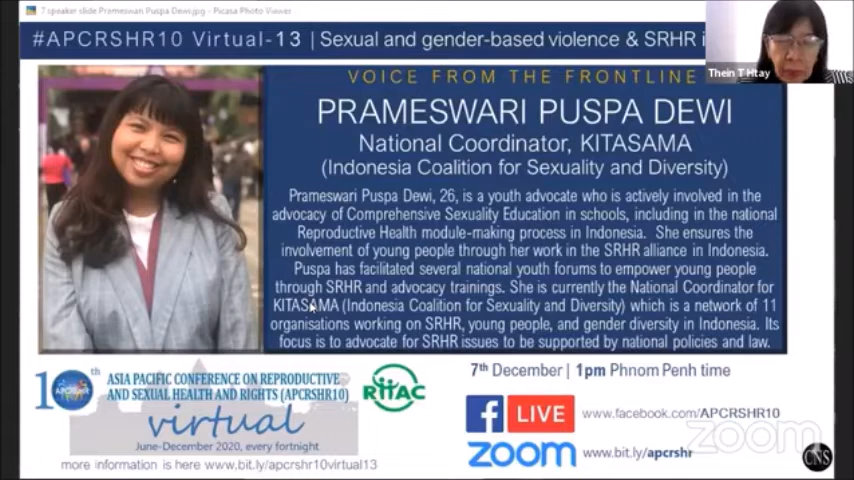 7 speaker slide Prameswari Puspa Dewi.jpg - Picasa Photo Viewer
#APCRSHR10 Virtual-13 | Sexual and gender-based violence & SRHR i
Thein T Htay
VOICE FROM THE FRONTLINE
PRAMESWARI PUSPA DEWI
National Coordinator, KITASAMA
(Indonesia Coalition for Sexuality and Diversity)
Prameswari Puspa Dewi, 26, is a youth advocate who is actively involved in the
advocacy of Comprehensive Sexuality Education in schools, including in the national
Reproductive Health module-making process in Indonesia. She ensures the
involvement of young people through her work in the SRHR alliance in Indonesia.
Puspa has facilitated several national youth forums to empower young people
through SRHR and advocacy trainings. She is currently the National Coordinator for
KITASAMA (Indonesia Coalition for Sexuality and Diversity) which is a network of 11
organisations working on SRHR, young people, and gender diversity in Indonesia. Its
focus is to advocate for SRHR issues to be supported by national policies and law.
10th ASIA PACIFIC CONFERENCE ON REPRODUCTIVE
AND SEXUAL HEALTH AND RIGHTS (APCRSHR10)
APCRSHR
virtual
June-December 2020, every fortnight
more information is here www.bit.ly/apcrshr10virtual13
RHAC
7th December | 1pm Phnom Penh time
LIVE www.facebook.com/APCRSHR10
zoom www.bit.ly/apcrshr
zoom
CNS